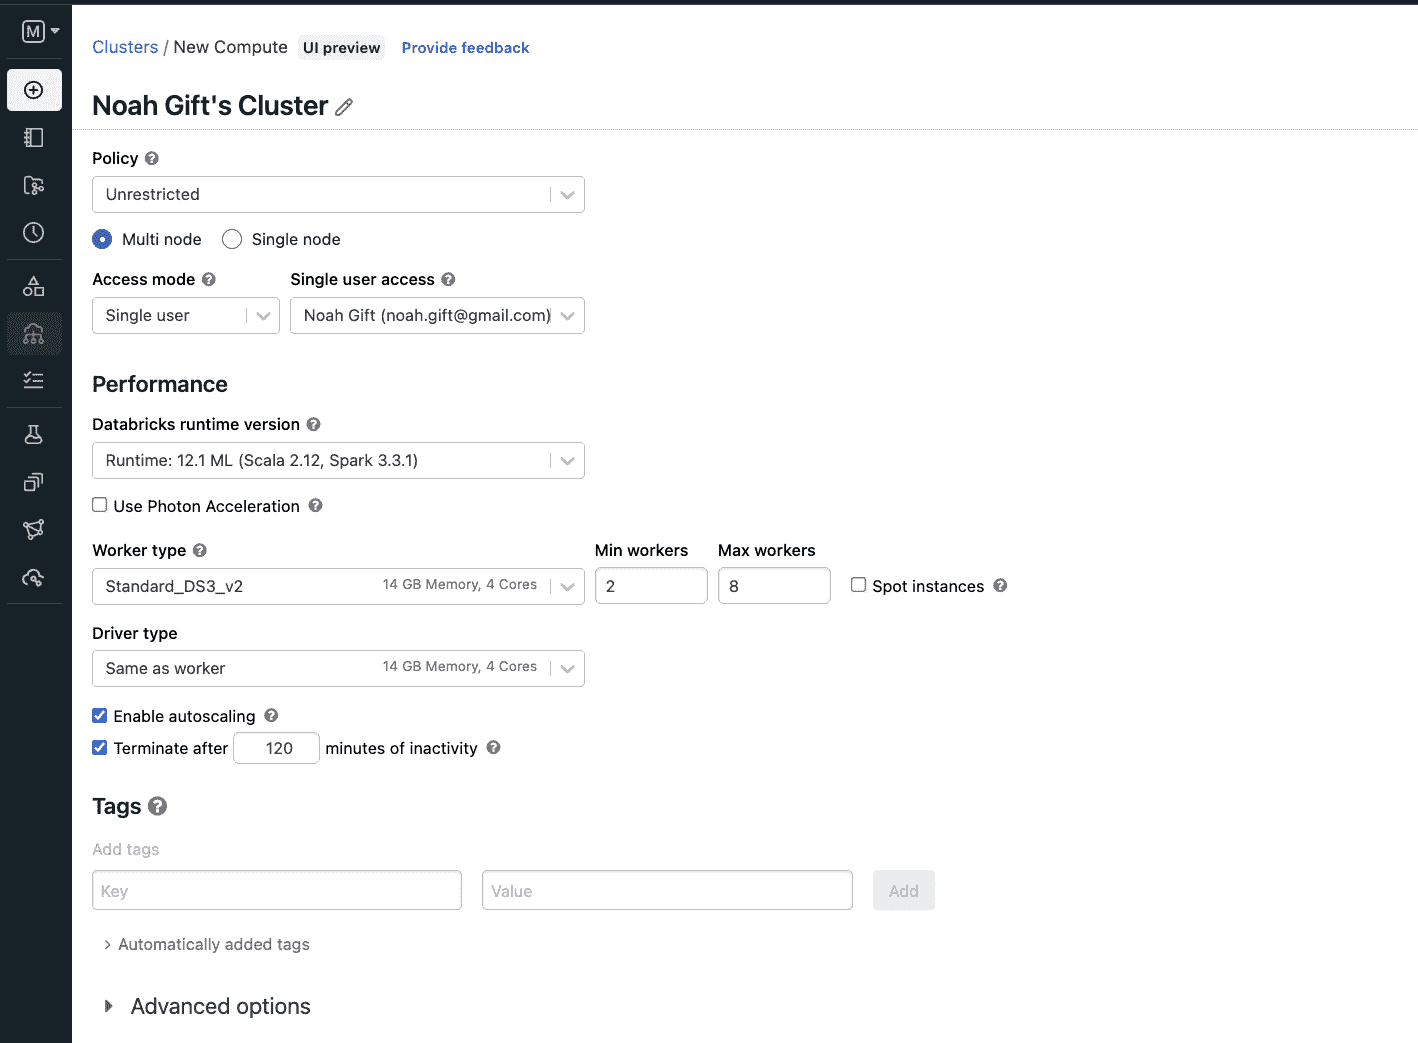 M
Clusters / New Compute UI preview Provide feedback
Noah Gift's Cluster
Policy
Unrestricted
Multi node Single node
Access mode Single user access
Single user Noah Gift (noah.gift@gmail.com)
Performance
Databricks runtime version
Runtime: 12.1 ML (Scala 2.12, Spark 3.3.1)
Use Photon Acceleration
Worker type Min workers Max workers
Standard_DS3_v2 14 GB Memory, 4 Cores 2 8 Spot instances
Driver type
Same as worker 14 GB Memory, 4 Cores
Enable autoscaling
Terminate after 120 minutes of inactivity
Tags
Add tags
Key Value Add
Automatically added tags
Advanced options